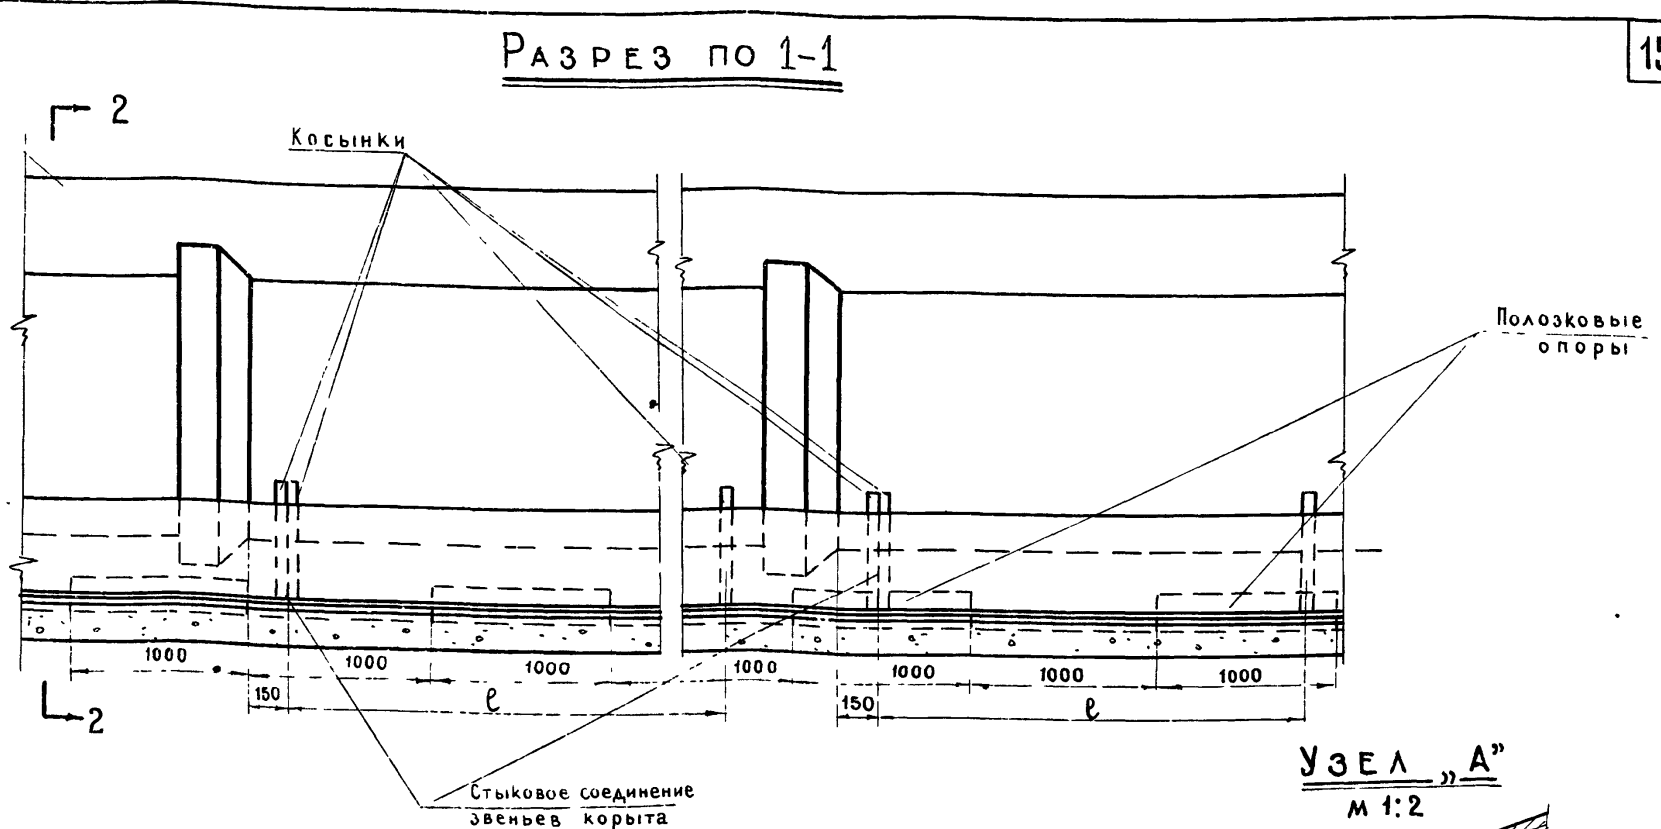 Разрез по 1-1
2
Косынки
Полозковые
опоры
1000 1000 1000 1000 1000 1000 1000
150 ℓ 150 ℓ
2
Узел „А”
м 1:2
Стыковое соединение
звеньев корыта